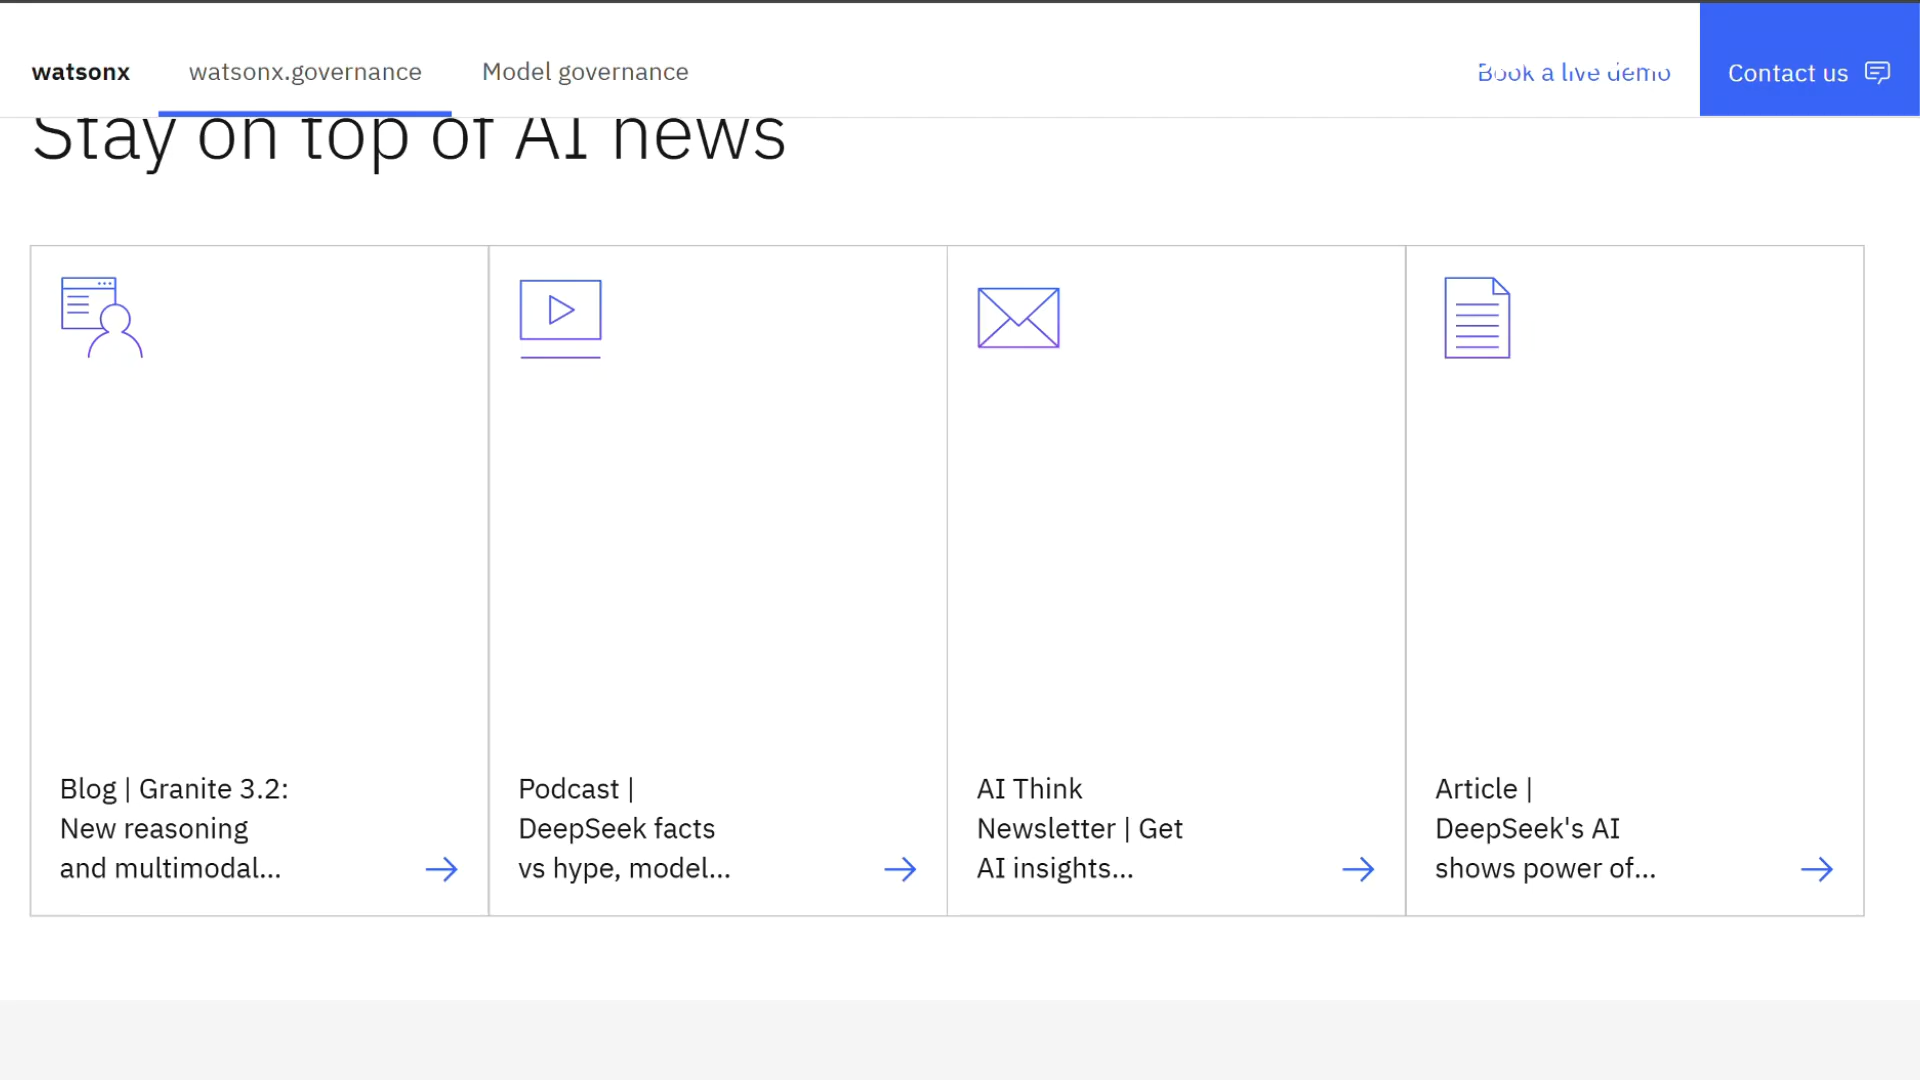 watsonx watsonx.governance Model governance Book a live demo Contact us
Stay on top of AI news
Blog | Granite 3.2:
New reasoning
and multimodal...
Podcast |
DeepSeek facts
vs hype, model...
AI Think
Newsletter | Get
AI insights...
Article |
DeepSeek's AI
shows power of...